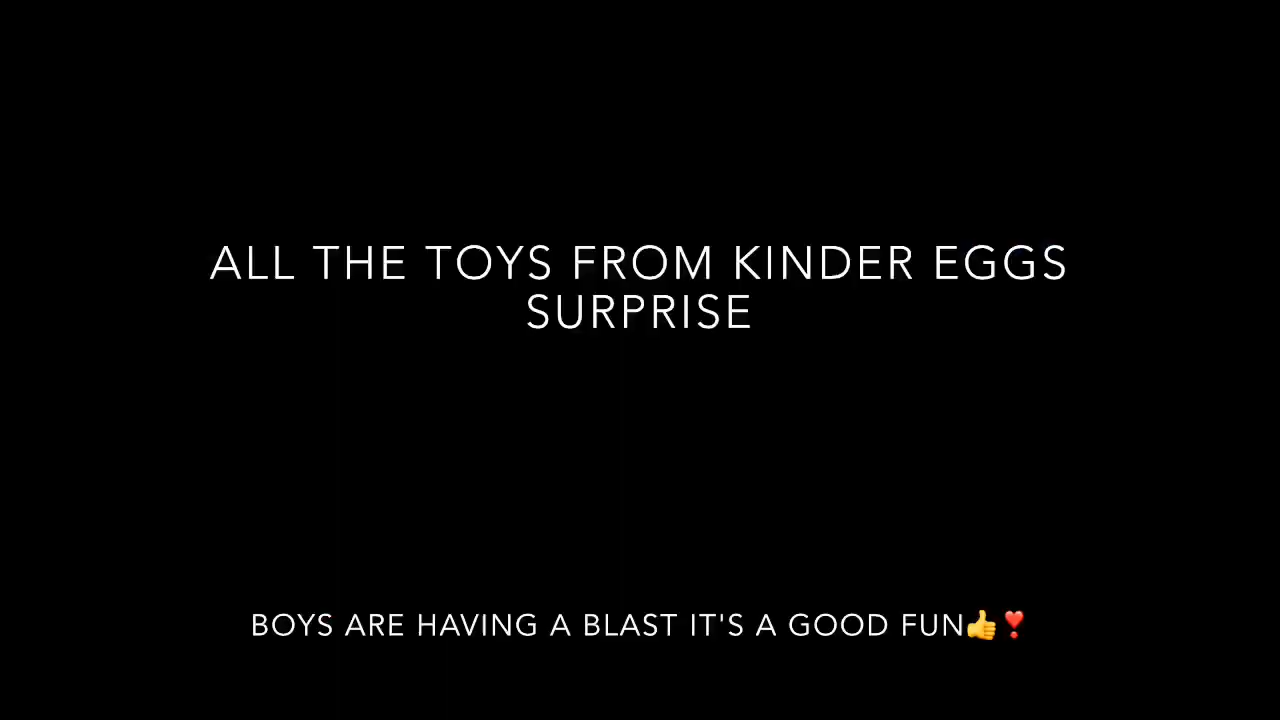 ALL THE TOYS FROM KINDER EGGS
SURPRISE
BOYS ARE HAVING A BLAST IT'S A GOOD FUN👍❣️